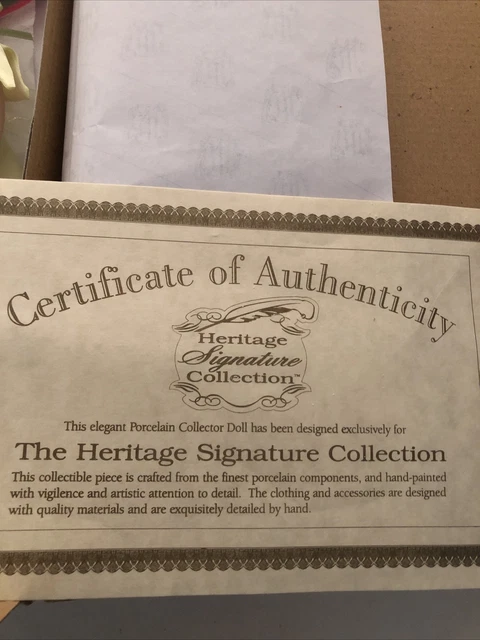 Certificate of Authenticity
Heritage
Signature
Collection™
This elegant Porcelain Collector Doll has been designed exclusively for
The Heritage Signature Collection
This collectible piece is crafted from the finest porcelain components, and hand-painted
with vigilence and artistic attention to detail. The clothing and accessories are designed
with quality materials and are exquisitely detailed by hand.